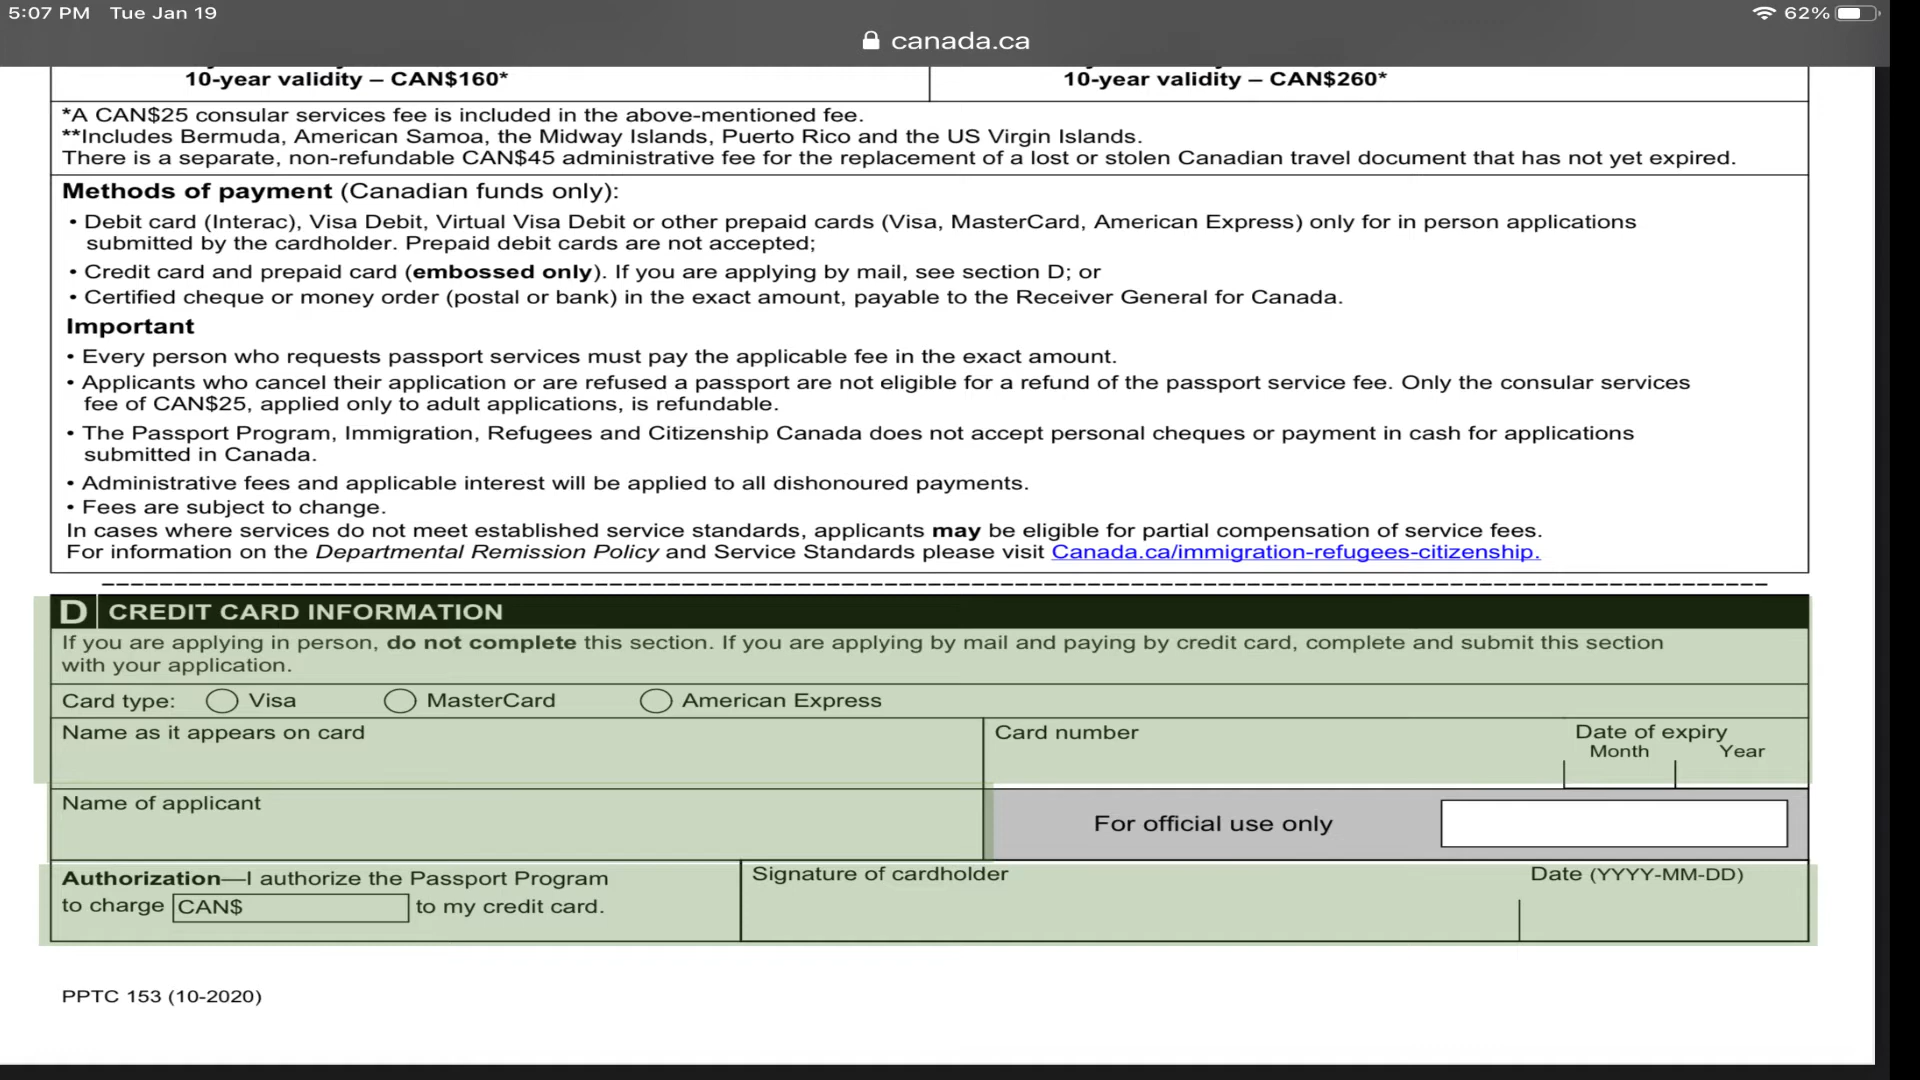 5:07 PM Tue Jan 19
62%
canada.ca
10-year validity – CAN$160*
10-year validity – CAN$260*
*A CAN$25 consular services fee is included in the above-mentioned fee.
**Includes Bermuda, American Samoa, the Midway Islands, Puerto Rico and the US Virgin Islands.
There is a separate, non-refundable CAN$45 administrative fee for the replacement of a lost or stolen Canadian travel document that has not yet expired.
Methods of payment (Canadian funds only):
• Debit card (Interac), Visa Debit, Virtual Visa Debit or other prepaid cards (Visa, MasterCard, American Express) only for in person applications
submitted by the cardholder. Prepaid debit cards are not accepted;
• Credit card and prepaid card (embossed only). If you are applying by mail, see section D; or
• Certified cheque or money order (postal or bank) in the exact amount, payable to the Receiver General for Canada.
Important
• Every person who requests passport services must pay the applicable fee in the exact amount.
• Applicants who cancel their application or are refused a passport are not eligible for a refund of the passport service fee. Only the consular services
fee of CAN$25, applied only to adult applications, is refundable.
• The Passport Program, Immigration, Refugees and Citizenship Canada does not accept personal cheques or payment in cash for applications
submitted in Canada.
• Administrative fees and applicable interest will be applied to all dishonoured payments.
• Fees are subject to change.
In cases where services do not meet established service standards, applicants may be eligible for partial compensation of service fees.
For information on the Departmental Remission Policy and Service Standards please visit Canada.ca/immigration-refugees-citizenship.
D CREDIT CARD INFORMATION
If you are applying in person, do not complete this section. If you are applying by mail and paying by credit card, complete and submit this section
with your application.
Card type: Visa MasterCard American Express
Name as it appears on card
Card number
Date of expiry
Month Year
Name of applicant
For official use only
Authorization—I authorize the Passport Program
to charge CAN$ to my credit card.
Signature of cardholder
Date (YYYY-MM-DD)
PPTC 153 (10-2020)